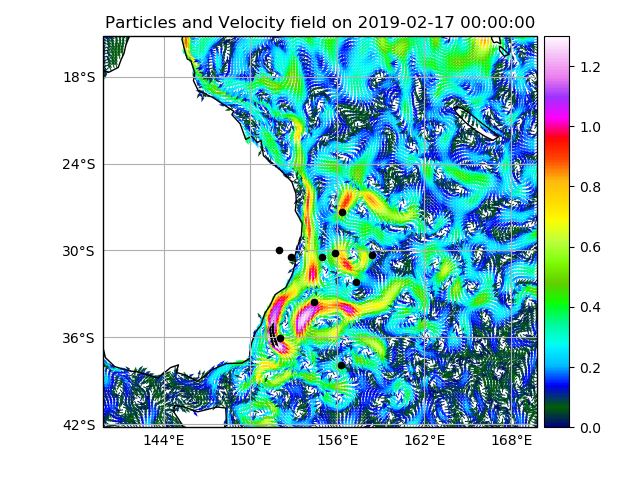 Particles and Velocity field on 2019-02-17 00:00:00
18°S
24°S
30°S
36°S
42°S
144°E 150°E 156°E 162°E 168°E
1.2
1.0
0.8
0.6
0.4
0.2
0.0